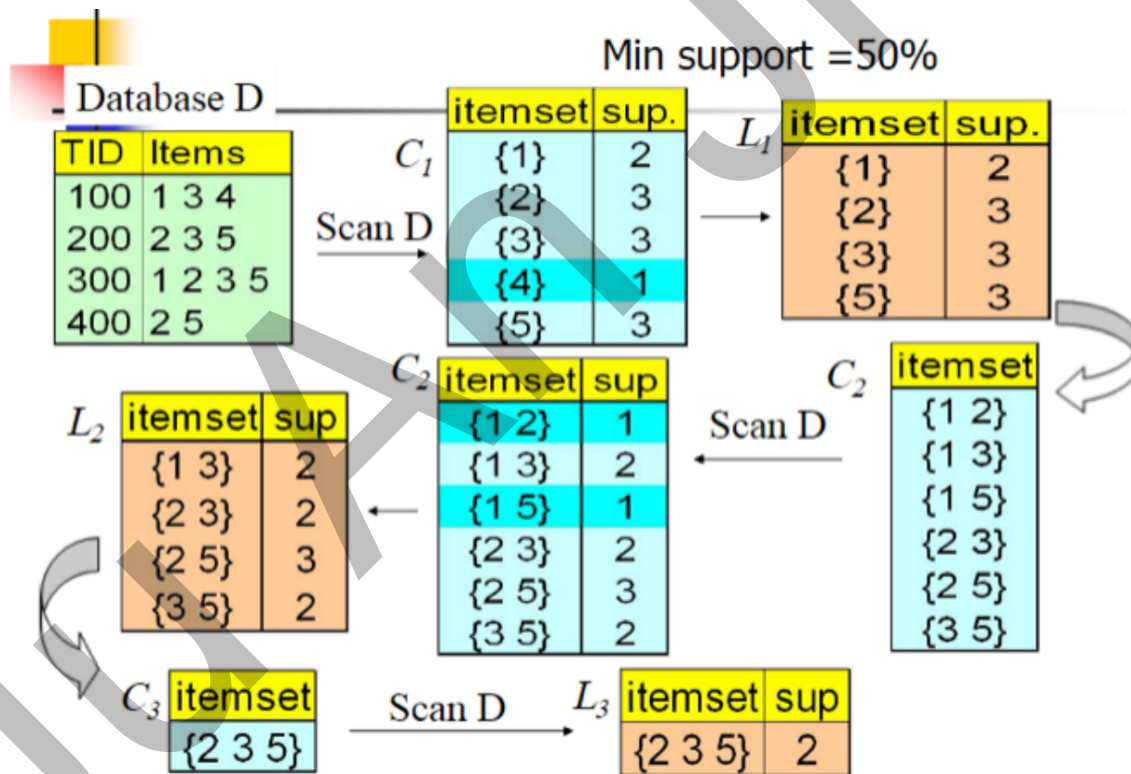 Min support =50%
Database D
TID Items
100 1 3 4
200 2 3 5
300 1 2 3 5
400 2 5
Scan D
C1
itemset sup.
{1} 2
{2} 3
{3} 3
{4} 1
{5} 3
L1
itemset sup.
{1} 2
{2} 3
{3} 3
{5} 3
C2
itemset
{1 2}
{1 3}
{1 5}
{2 3}
{2 5}
{3 5}
Scan D
C2
itemset sup
{1 2} 1
{1 3} 2
{1 5} 1
{2 3} 2
{2 5} 3
{3 5} 2
L2
itemset sup
{1 3} 2
{2 3} 2
{2 5} 3
{3 5} 2
C3
itemset
{2 3 5}
Scan D
L3
itemset sup
{2 3 5} 2